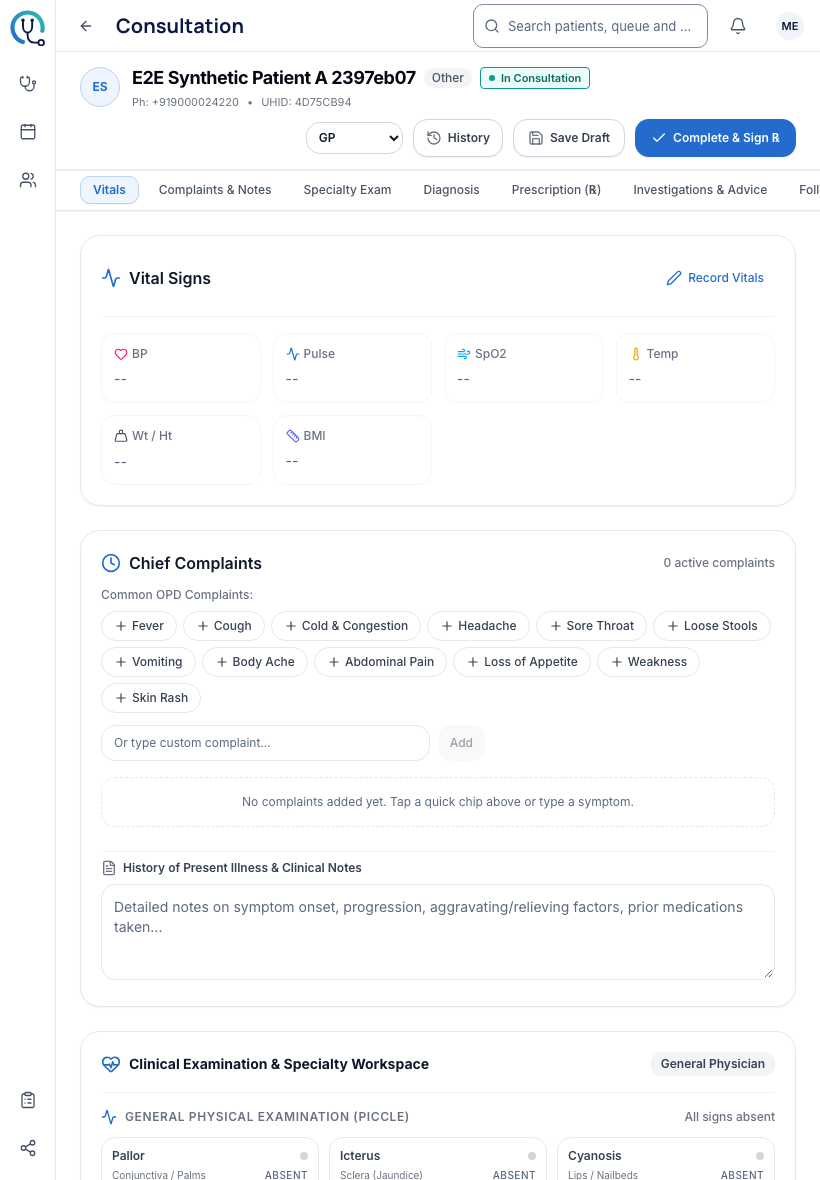 Consultation
Search patients, queue and ...
ME
ES
E2E Synthetic Patient A 2397eb07
Other
In Consultation
Ph: +919000024220 • UHID: 4D75CB94
GP
History
Save Draft
Complete & Sign ℞
Vitals
Complaints & Notes
Specialty Exam
Diagnosis
Prescription (℞)
Investigations & Advice
Foll
Vital Signs
Record Vitals
BP
--
Pulse
--
SpO2
--
Temp
--
Wt / Ht
--
BMI
--
Chief Complaints
0 active complaints
Common OPD Complaints:
Fever
Cough
Cold & Congestion
Headache
Sore Throat
Loose Stools
Vomiting
Body Ache
Abdominal Pain
Loss of Appetite
Weakness
Skin Rash
Or type custom complaint...
Add
No complaints added yet. Tap a quick chip above or type a symptom.
History of Present Illness & Clinical Notes
Detailed notes on symptom onset, progression, aggravating/relieving factors, prior medications
taken...
Clinical Examination & Specialty Workspace
General Physician
GENERAL PHYSICAL EXAMINATION (PICCLE)
All signs absent
Pallor
Conjunctiva / Palms
ABSENT
Icterus
Sclera (Jaundice)
ABSENT
Cyanosis
Lips / Nailbeds
ABSENT